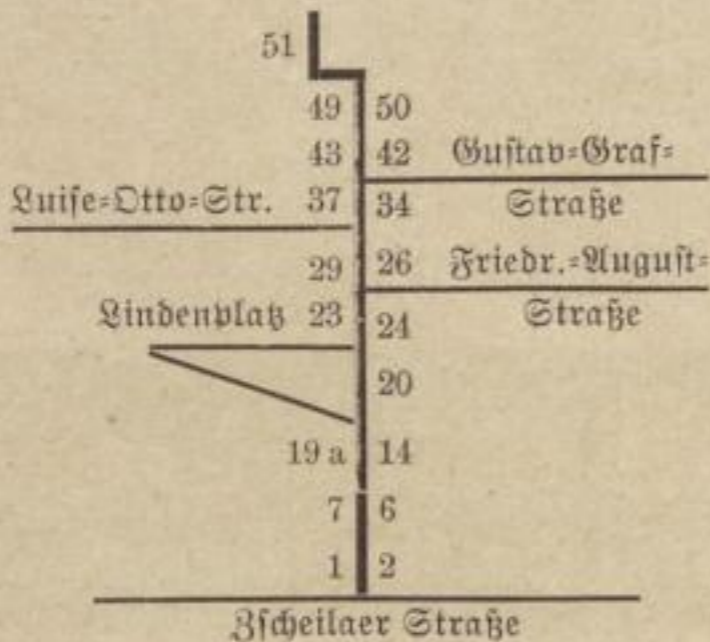 51
49 50
43 42 Guſtav=Graf=
Luiſe=Otto=Str. 37 34 Straße
29 26 Friedr.=Auguſt=
Lindenplatz 23 24 Straße
20
19 a 14
7 6
1 2
Zſcheilaer Straße